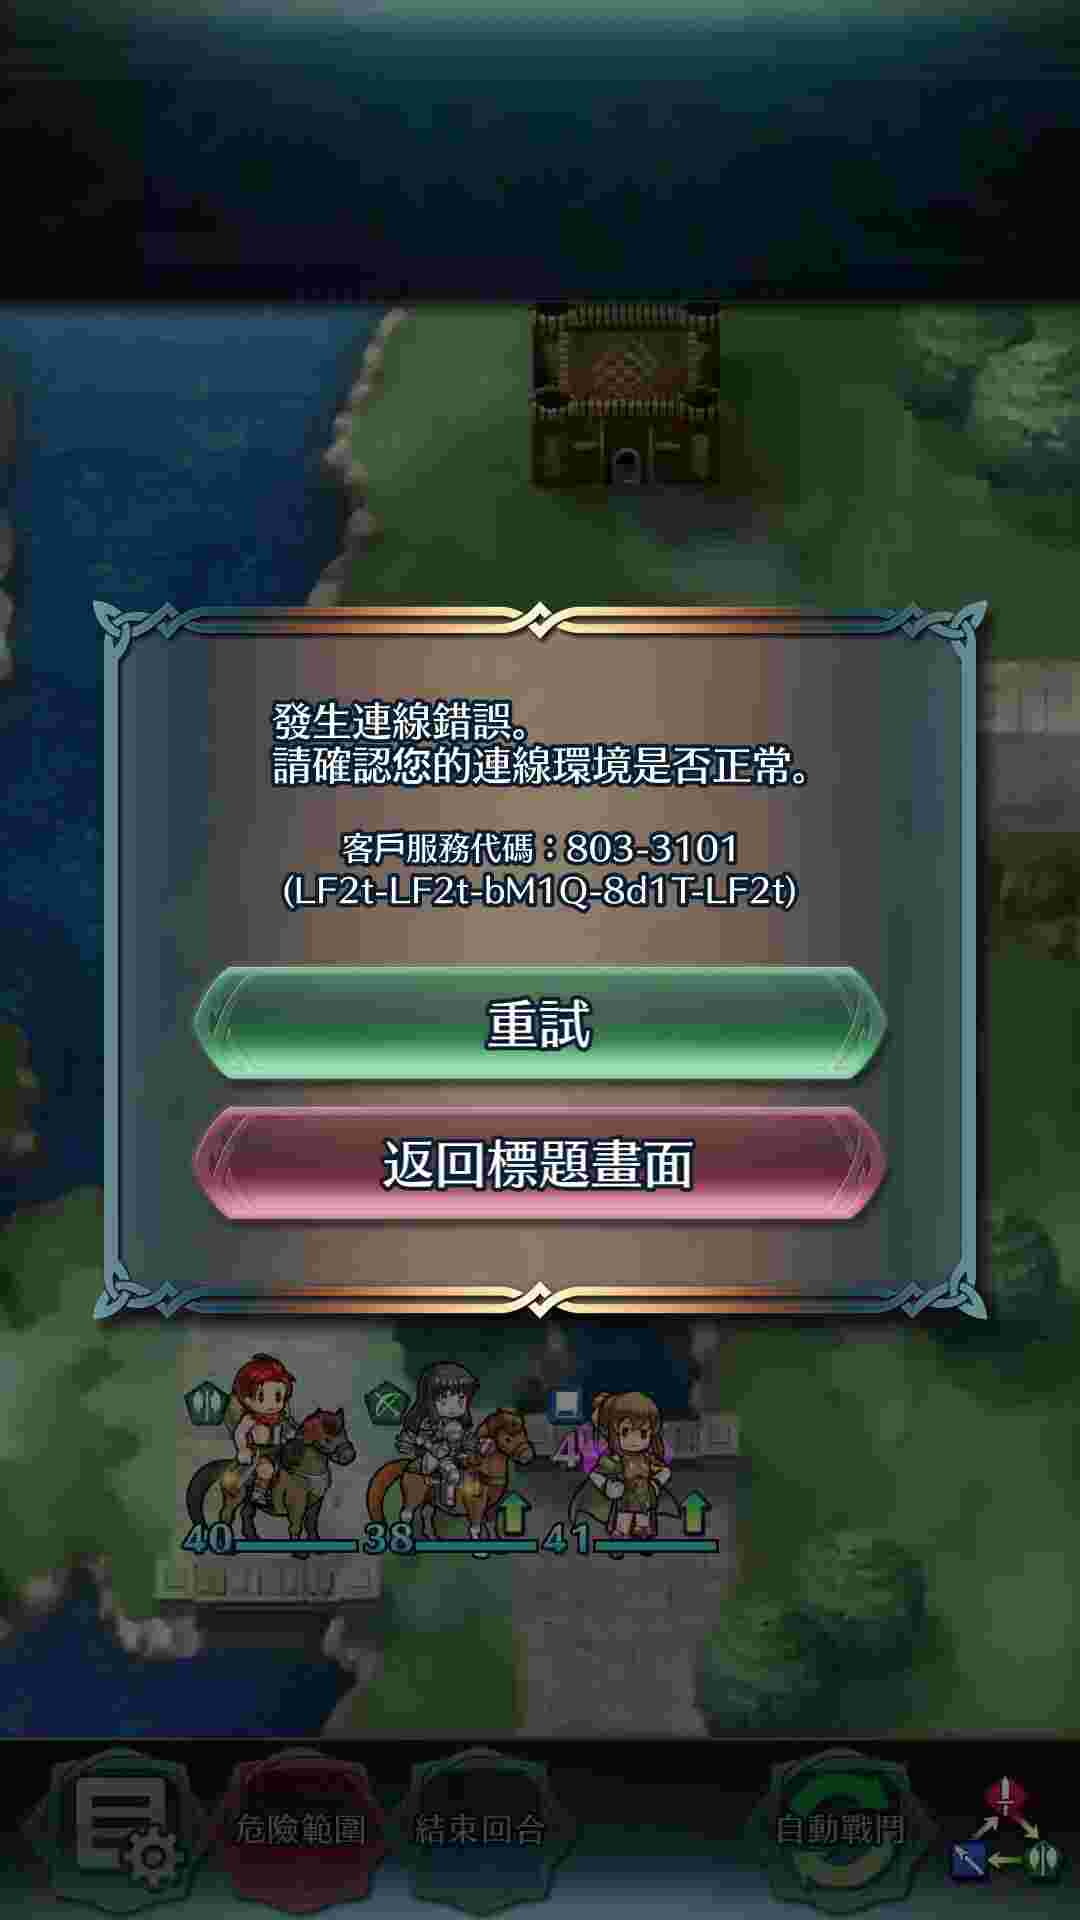 發生連線錯誤。
請確認您的連線環境是否正常。
客戶服務代碼：803-3101
(LF2t-LF2t-bM1Q-8d1T-LF2t)
重試
返回標題畫面
40
38
4
41
危險範圍
結束回合
自動戰鬥